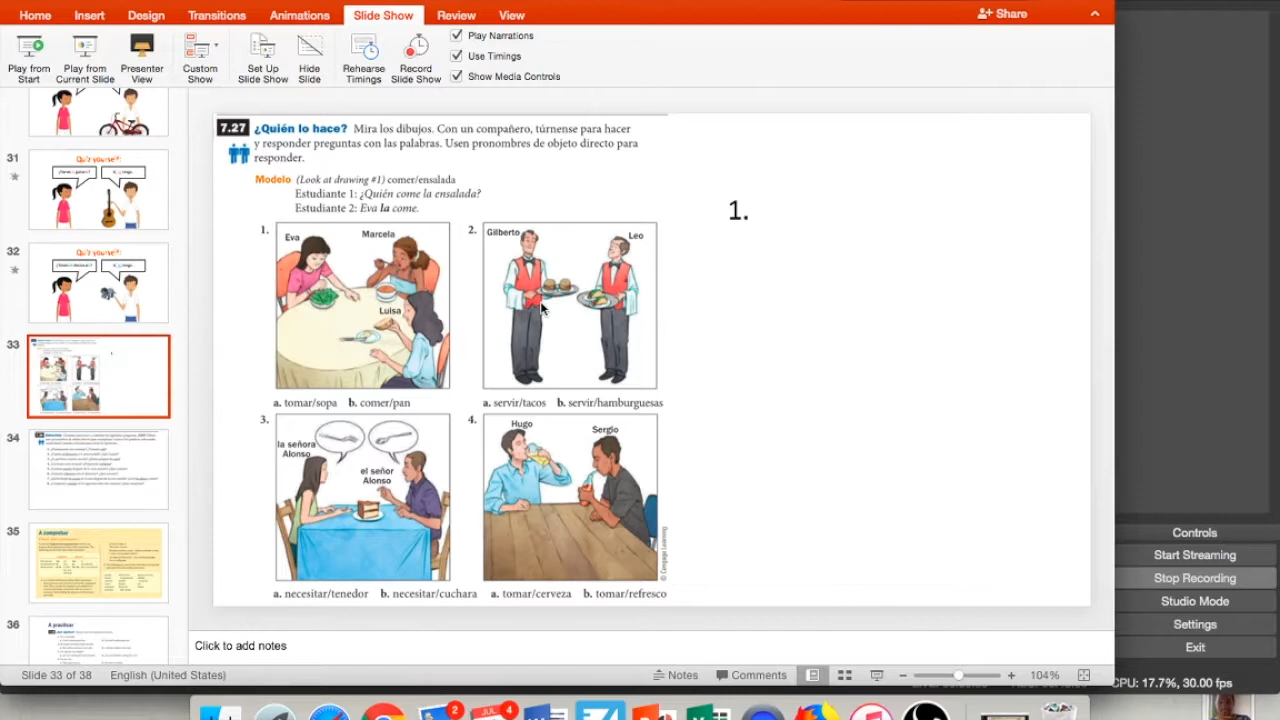 Home Insert Design Transitions Animations Slide Show Review View Share
Play from Start
Play from Current Slide
Presenter View
Custom Show
Set Up Slide Show
Hide Slide
Rehearse Timings
Record Slide Show
Play Narrations
Use Timings
Show Media Controls
31
32
33
34
35
A completar
36
A practicar
7.27 ¿Quién lo hace? Mira los dibujos. Con un compañero, túrnense para hacer
y responder preguntas con las palabras. Usen pronombres de objeto directo para
responder.
Modelo (Look at drawing #1) comer/ensalada
Estudiante 1: ¿Quién come la ensalada?
Estudiante 2: Eva la come.
1.
1.
Eva
Marcela
Luisa
a. tomar/sopa b. comer/pan
2.
Gilberto
Leo
a. servir/tacos b. servir/hamburguesas
3.
la señora
Alonso
el señor
Alonso
a. necesitar/tenedor b. necesitar/cuchara
4.
Hugo
Sergio
a. tomar/cerveza b. tomar/refresco
© Cengage Learning
Click to add notes
Slide 33 of 38 English (United States) Notes Comments 104%
Controls
Start Streaming
Stop Recording
Studio Mode
Settings
Exit
CPU: 17.7%, 30.00 fps
2
JUL
4